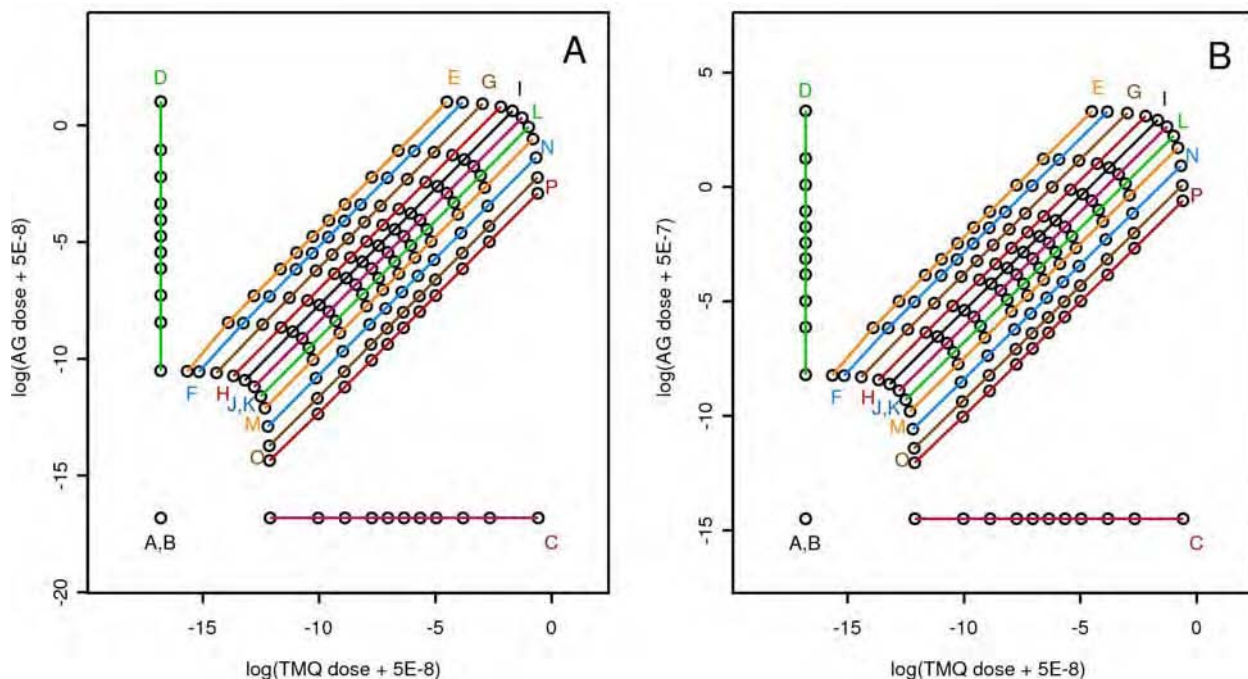 A
D
E
G
I
L
N
P
F
H
J,K
M
O
A,B
C
0
-5
-10
-15
-20
-15
-10
-5
0
log(AG dose + 5E-8)
log(TMQ dose + 5E-8)
B
D
E
G
I
L
N
P
F
H
J,K
M
O
A,B
C
5
0
-5
-10
-15
-15
-10
-5
0
log(AG dose + 5E-7)
log(TMQ dose + 5E-8)